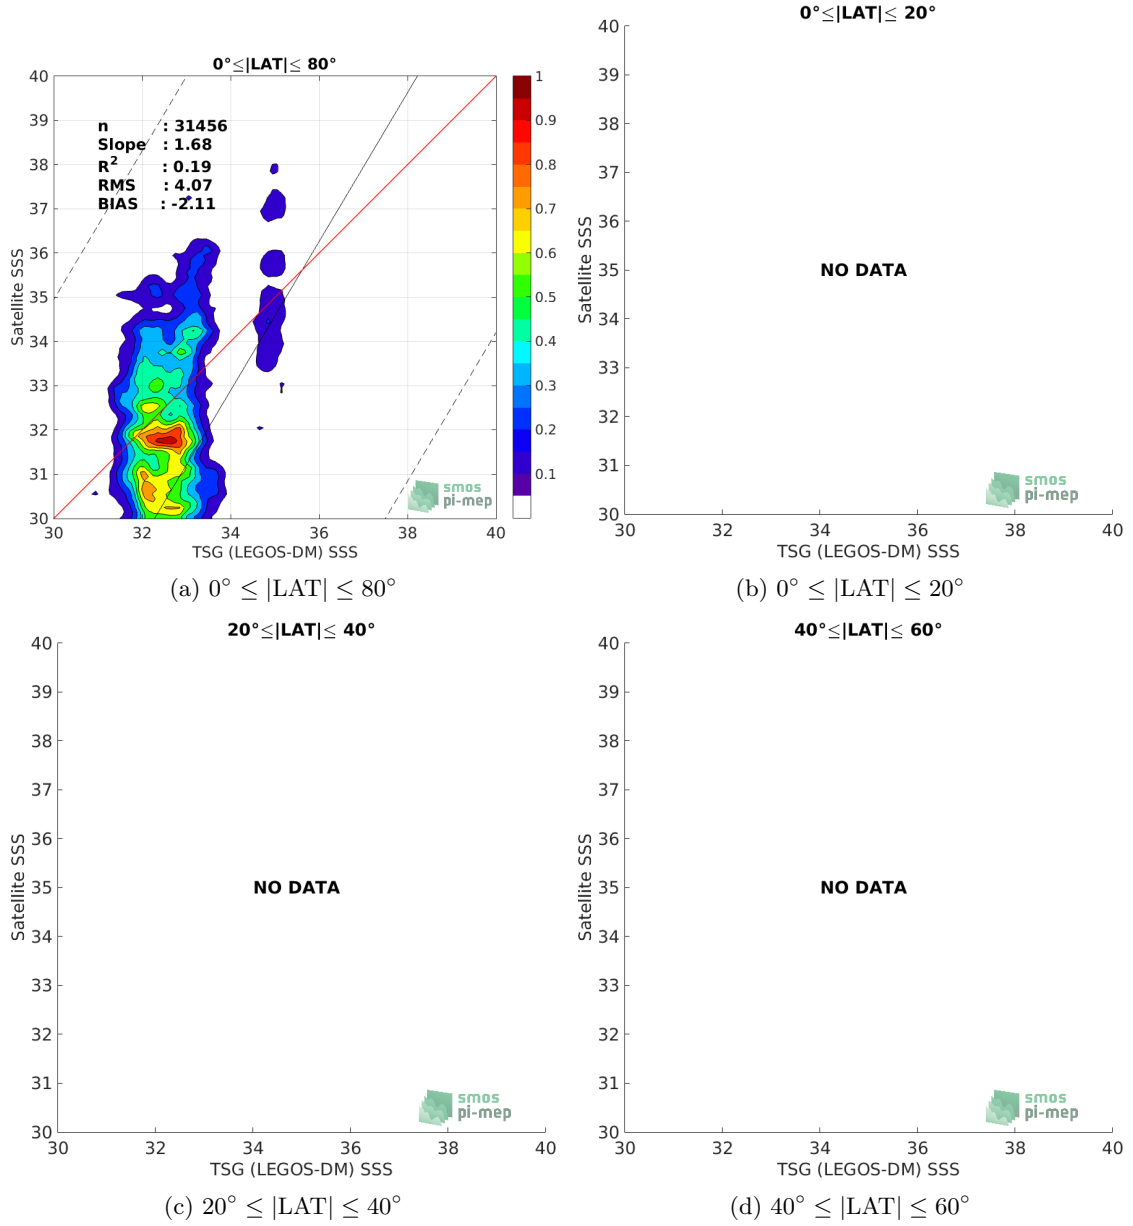 0°≤|LAT|≤ 80°
40
39
38
37
36
35
34
33
32
31
30
Satellite SSS
n : 31456
Slope : 1.68
R2 : 0.19
RMS : 4.07
BIAS : -2.11
1
0.9
0.8
0.7
0.6
0.5
0.4
0.3
0.2
0.1
smos
pi-mep
30 32 34 36 38 40
TSG (LEGOS-DM) SSS
(a) 0° ≤ |LAT| ≤ 80°
0°≤|LAT|≤ 20°
40
39
38
37
36
35
34
33
32
31
30
Satellite SSS
NO DATA
smos
pi-mep
30 32 34 36 38 40
TSG (LEGOS-DM) SSS
(b) 0° ≤ |LAT| ≤ 20°
20°≤|LAT|≤ 40°
40
39
38
37
36
35
34
33
32
31
30
Satellite SSS
NO DATA
smos
pi-mep
30 32 34 36 38 40
TSG (LEGOS-DM) SSS
(c) 20° ≤ |LAT| ≤ 40°
40°≤|LAT|≤ 60°
40
39
38
37
36
35
34
33
32
31
30
Satellite SSS
NO DATA
smos
pi-mep
30 32 34 36 38 40
TSG (LEGOS-DM) SSS
(d) 40° ≤ |LAT| ≤ 60°